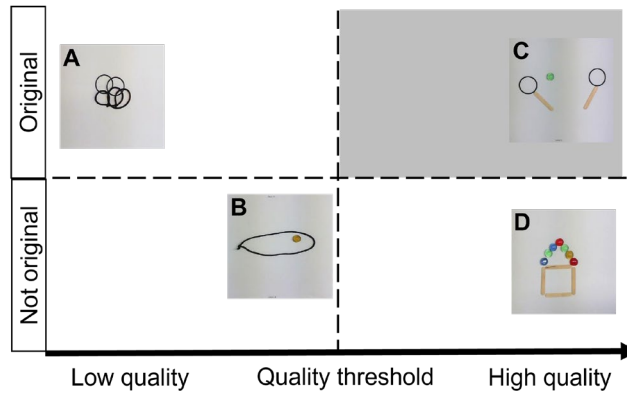 Original
Not original
A
B
C
D
Low quality
Quality threshold
High quality